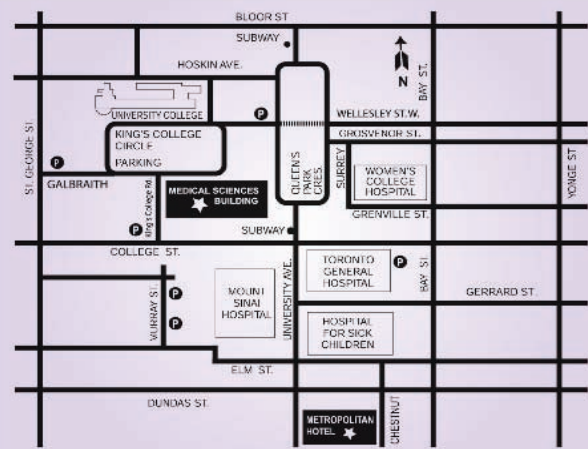 BLOOR ST.
SUBWAY
HOSKIN AVE.
N
BAY ST.
UNIVERSITY COLLEGE
P
WELLESLEY ST.W.
KING'S COLLEGE
CIRCLE
PARKING
GROSVENOR ST.
ST. GEORGE ST.
P
QUEEN'S
PARK
CRES.
SURREY
WOMEN'S
COLLEGE
HOSPITAL
YONGE ST.
GALBRAITH
King's College Rd.
MEDICAL SCIENCES
BUILDING
GRENVILLE ST.
P
SUBWAY
COLLEGE ST.
TORONTO
GENERAL
HOSPITAL
P
BAY ST.
MURRAY ST.
P
MOUNT
SINAI
HOSPITAL
UNIVERSITY AVE.
GERRARD ST.
P
HOSPITAL
FOR SICK
CHILDREN
ELM ST.
DUNDAS ST.
METROPOLITAN
HOTEL
CHESTNUT